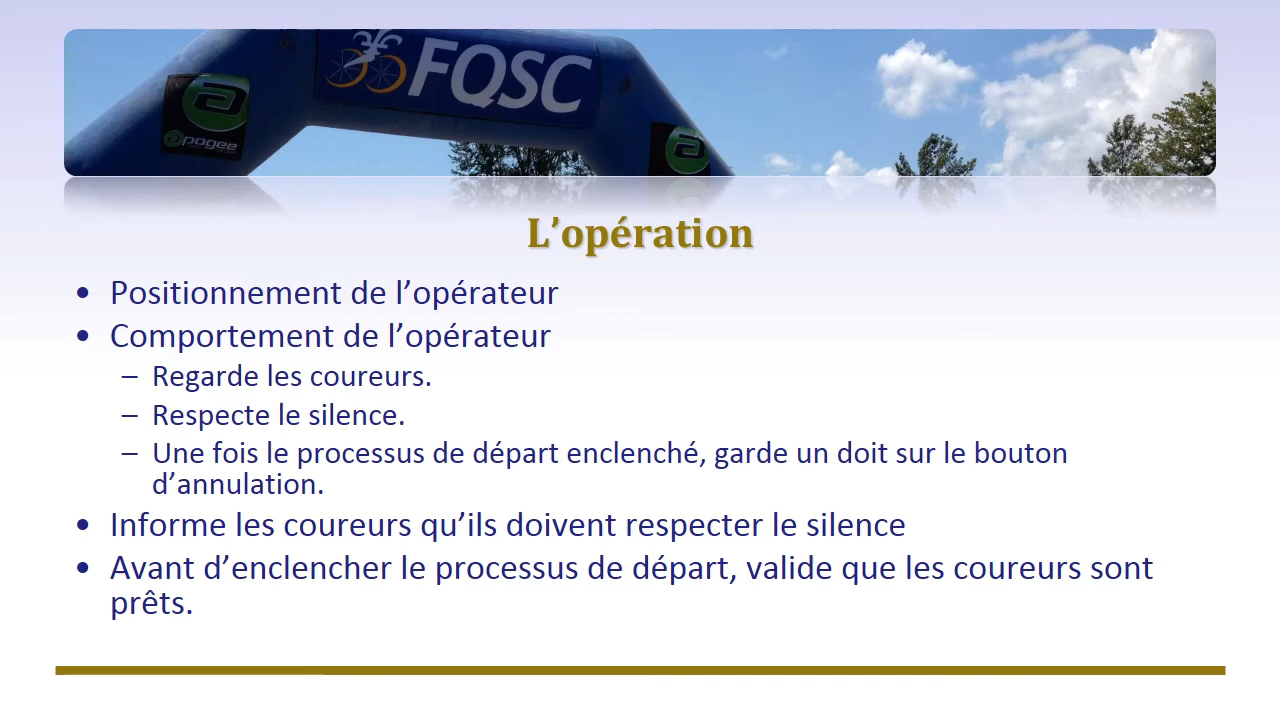 FQSC
apogee
L'opération
• Positionnement de l'opérateur
• Comportement de l'opérateur
– Regarde les coureurs.
– Respecte le silence.
– Une fois le processus de départ enclenché, garde un doit sur le bouton
d'annulation.
• Informe les coureurs qu'ils doivent respecter le silence
• Avant d'enclencher le processus de départ, valide que les coureurs sont
prêts.